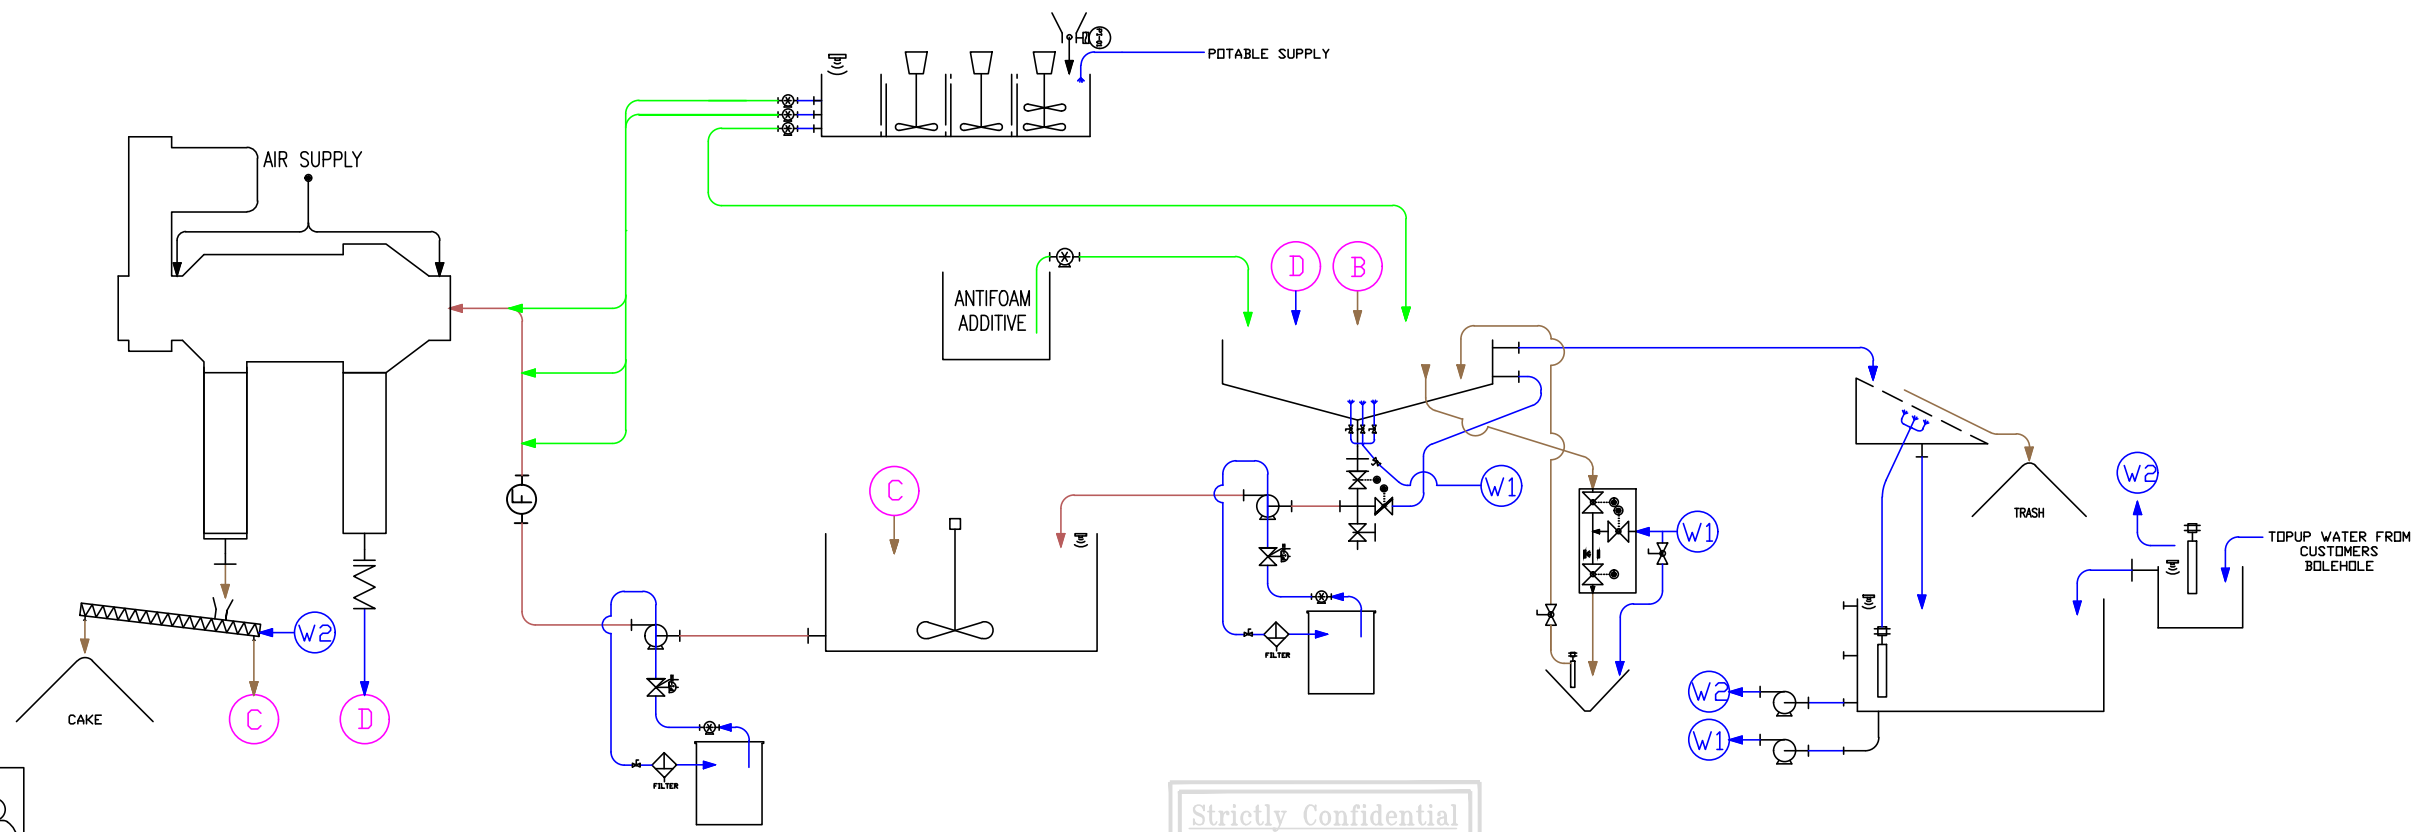 POTABLE SUPPLY
AIR SUPPLY
D
B
ANTIFOAM
ADDITIVE
F
C
W1
W1
W2
TRASH
TOPUP WATER FROM
CUSTOMERS
BOLEHOLE
W2
FILTER
W2
W1
CAKE
C
D
FILTER
Strictly Confidential